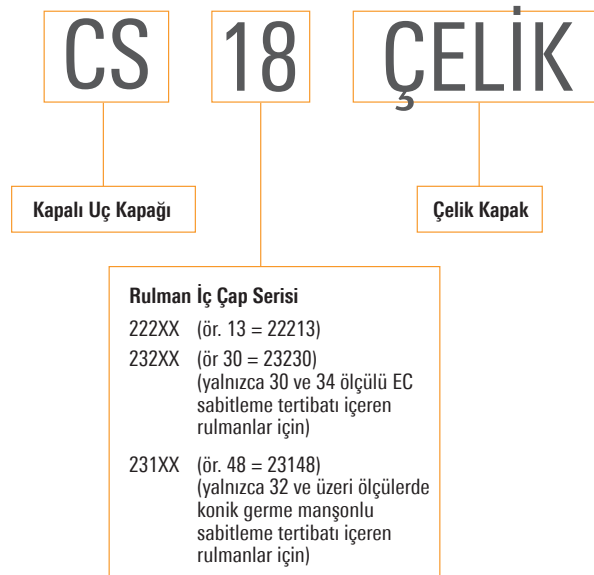 CS 18 ÇELİK
Kapalı Uç Kapağı
Çelik Kapak
Rulman İç Çap Serisi
222XX (ör. 13 = 22213)
232XX (ör 30 = 23230)
(yalnızca 30 ve 34 ölçülü EC
sabitleme tertibatı içeren
rulmanlar için)
231XX (ör. 48 = 23148)
(yalnızca 32 ve üzeri ölçülerde
konik germe manşonlu
sabitleme tertibatı içeren
rulmanlar için)